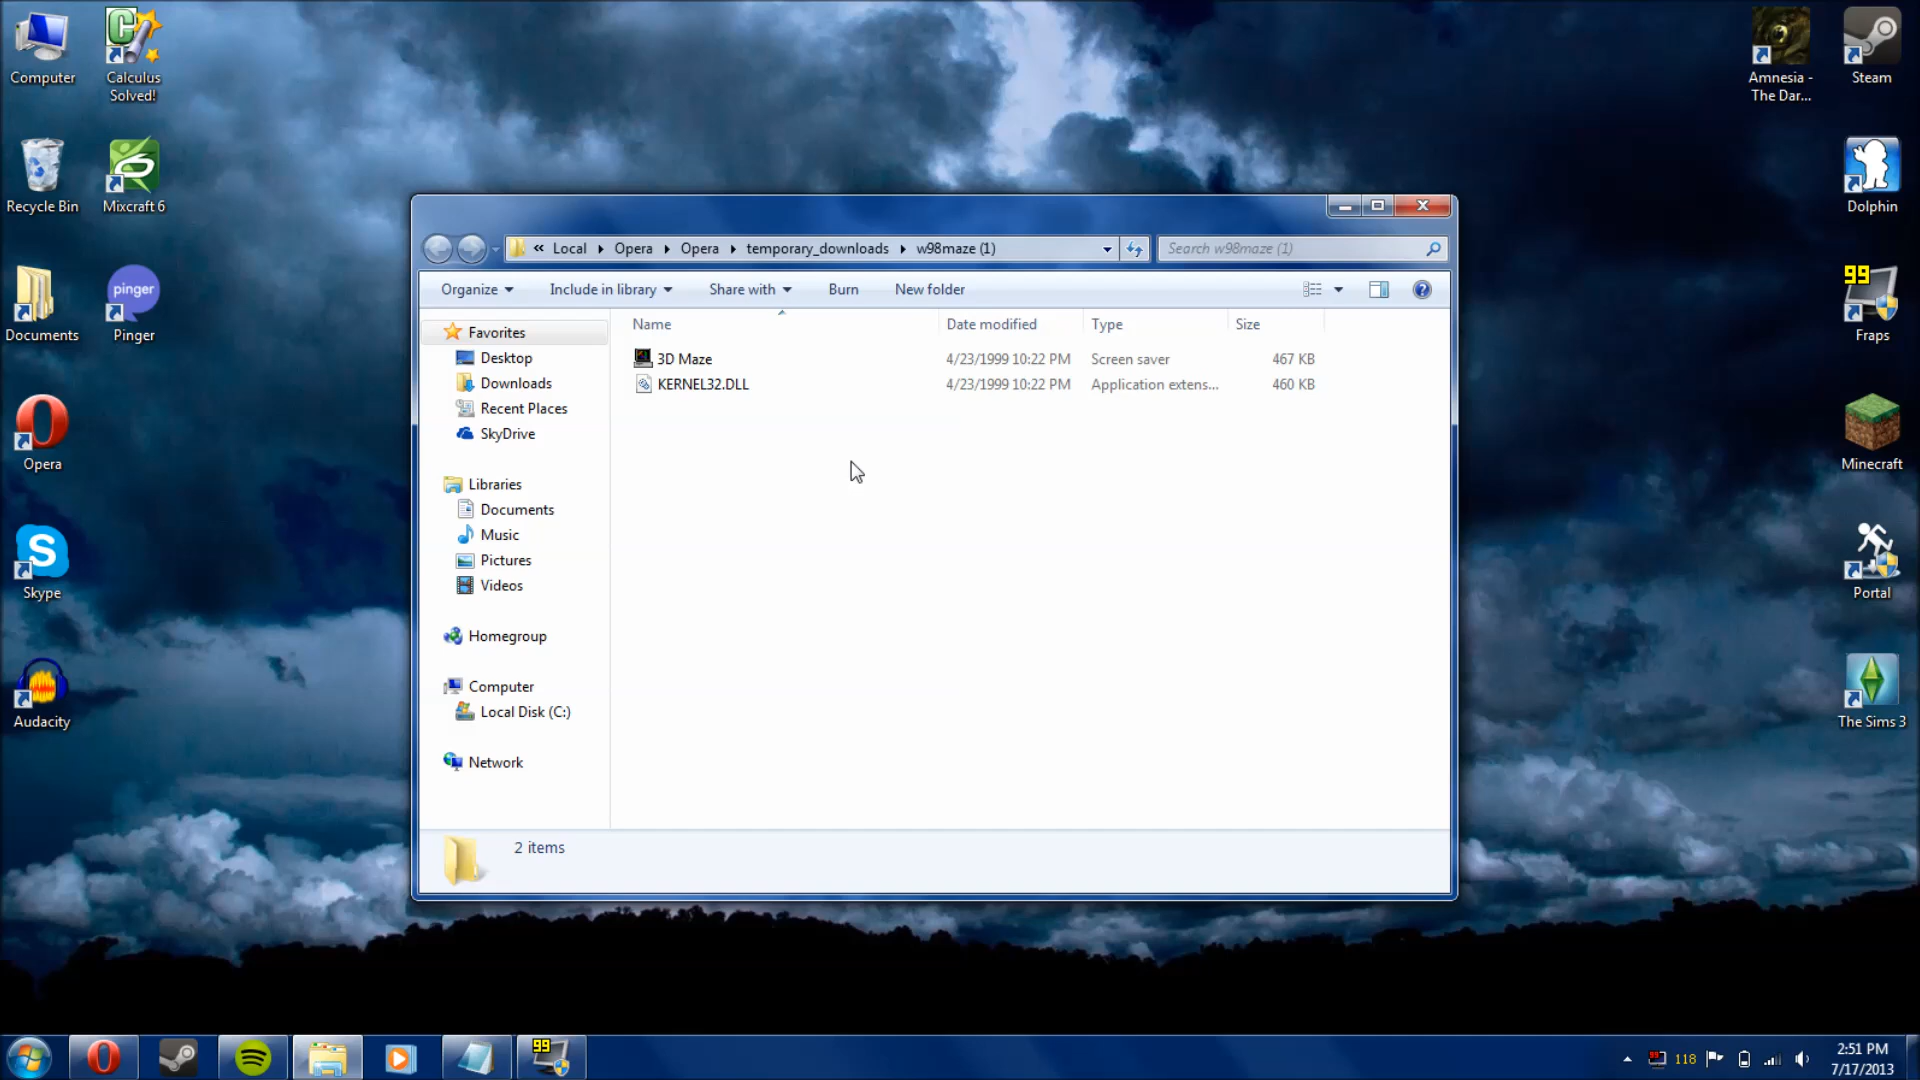 Computer
Calculus
Solved!
Recycle Bin
Mixcraft 6
Documents
pinger
Pinger
Opera
Skype
Audacity
Amnesia -
The Dar...
Steam
Dolphin
99
Fraps
Minecraft
Portal
The Sims 3
« Local Opera Opera temporary_downloads w98maze (1)
Search w98maze (1)
Organize
Include in library
Share with
Burn
New folder
Favorites
Desktop
Downloads
Recent Places
SkyDrive
Libraries
Documents
Music
Pictures
Videos
Homegroup
Computer
Local Disk (C:)
Network
Name Date modified Type Size
3D Maze 4/23/1999 10:22 PM Screen saver 467 KB
KERNEL32.DLL 4/23/1999 10:22 PM Application extens... 460 KB
2 items
99
118
2:51 PM
7/17/2013